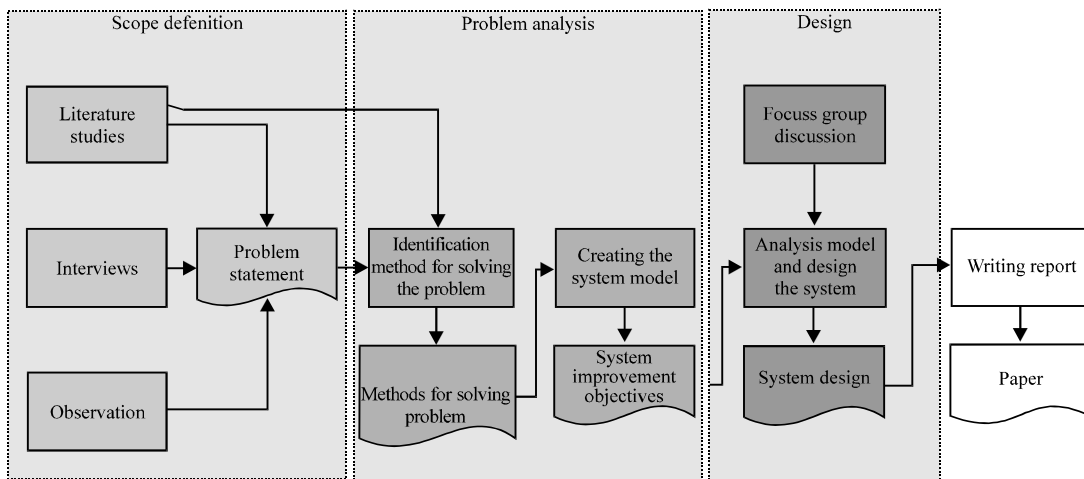 Scope defenition
Literature
studies
Interviews
Observation
Problem
statement
Problem analysis
Identification
method for solving
the problem
Methods for solving
problem
Creating the
system model
System
improvement
objectives
Design
Focuss group
discussion
Analysis model
and design
the system
System design
Writing report
Paper